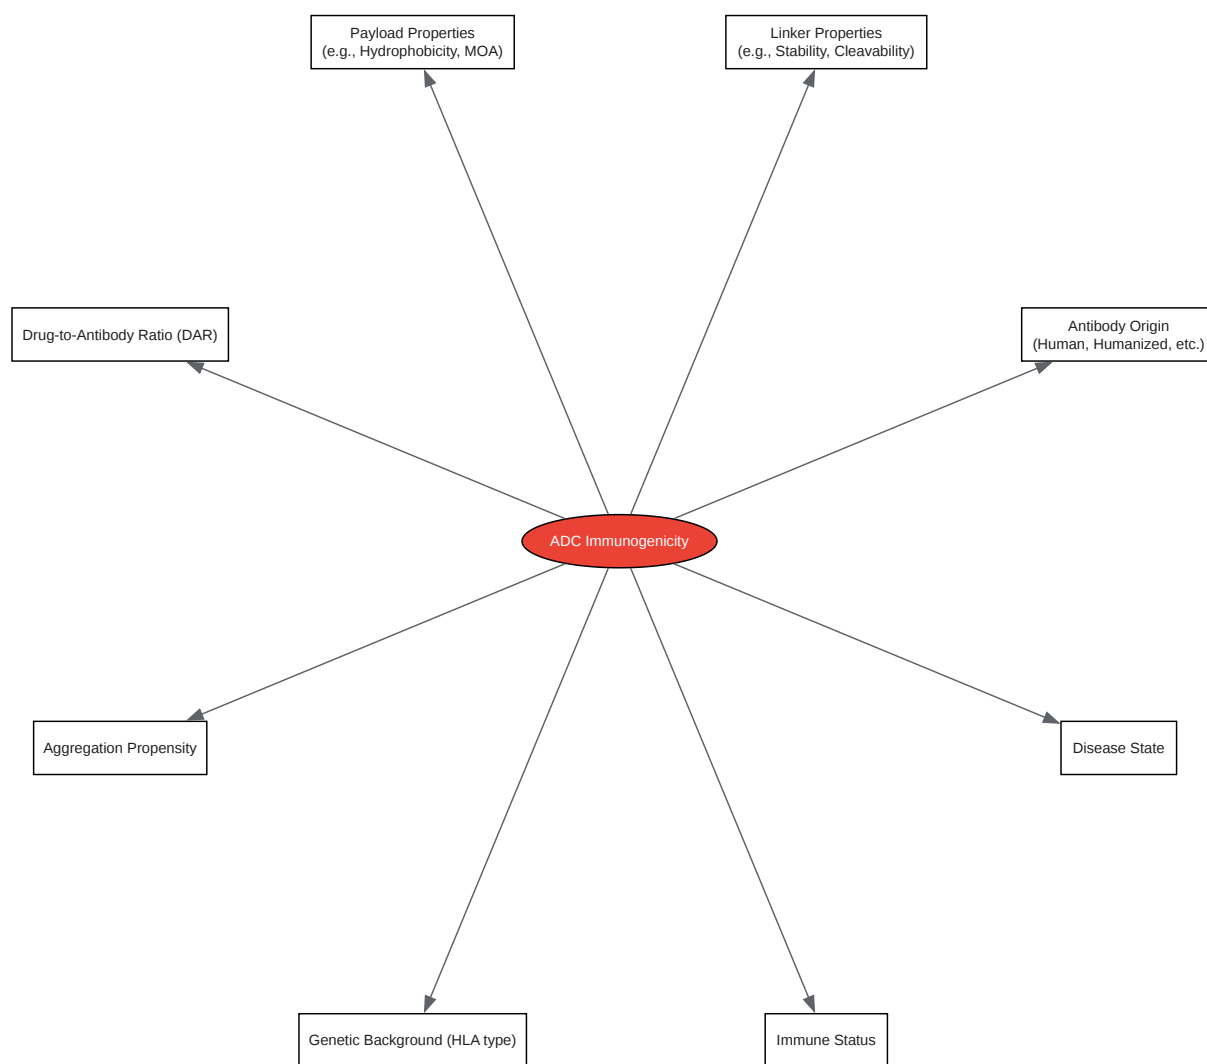 Payload Properties
(e.g., Hydrophobicity, MOA)
Linker Properties
(e.g., Stability, Cleavability)
Drug-to-Antibody Ratio (DAR)
Antibody Origin
(Human, Humanized, etc.)
ADC Immunogenicity
Aggregation Propensity
Disease State
Genetic Background (HLA type)
Immune Status